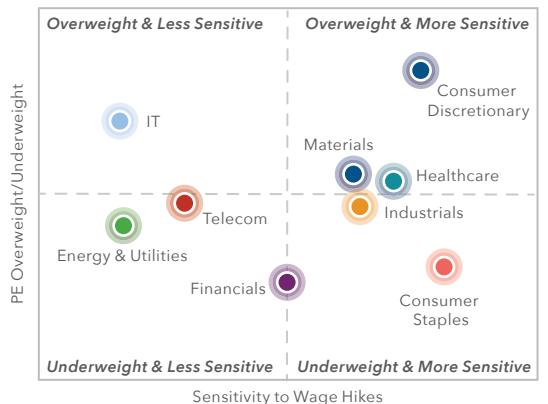 Overweight & Less Sensitive
Overweight & More Sensitive
Consumer
Discretionary
IT
Materials
Healthcare
Industrials
Telecom
Energy & Utilities
Financials
Consumer
Staples
Underweight & Less Sensitive
Underweight & More Sensitive
PE Overweight/Underweight
Sensitivity to Wage Hikes